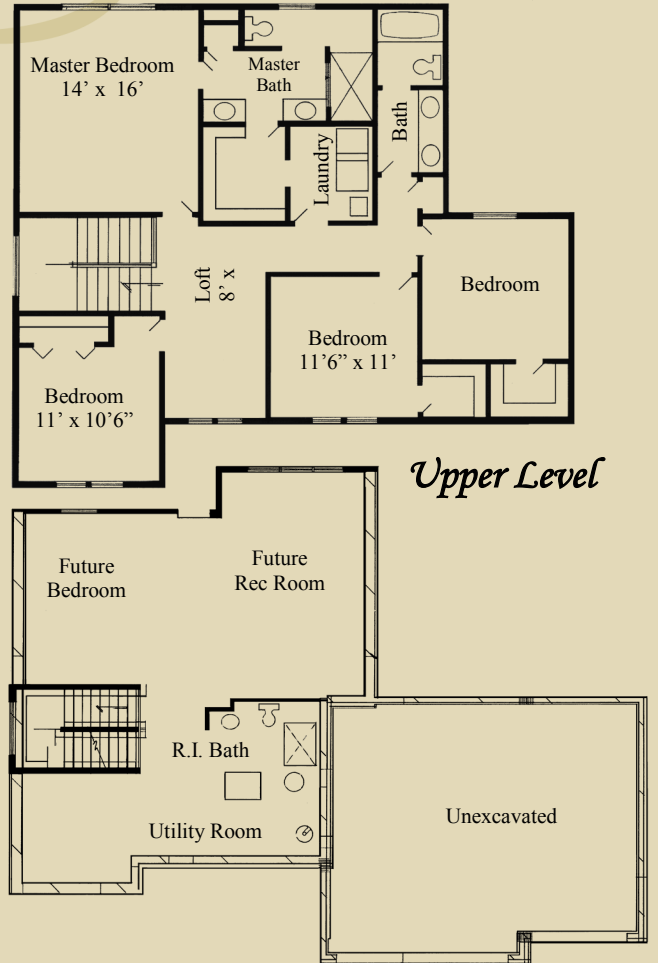 Master Bedroom
14’ x 16’
Master
Bath
Bath
Laundry
Loft
8’ x
Bedroom
Bedroom
11’6” x 11’
Bedroom
11’ x 10’6”
Upper Level
Future
Bedroom
Future
Rec Room
R.I. Bath
Utility Room
Unexcavated